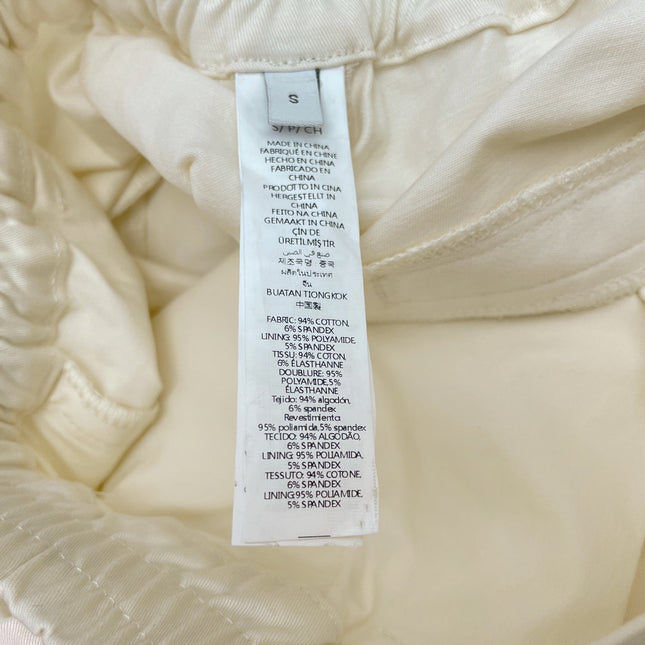 S
S/ P/ CH
MADE IN CHINA
FABRIQUÉ EN CHINE
HECHO EN CHINA
FABRICADO EN
CHINA
PRODOTTO IN CINA
HERGESTELLT IN
CHINA
FEITO NA CHINA
GEMAAKT IN CHINA
ÇİN DE
ÜRETİLMİŞTİR
صنع في الصين
제조국명 : 중국
ผลิตในประเทศ
จีน
BUATAN TIONGKOK
中国製
FABRIC: 94% COTTON,
6% SPANDEX
LINING: 95% POLYAMIDE,
5% SPANDEX
TISSU: 94% COTON,
6% ÉLASTHANNE
DOUBLURE: 95%
POLYAMIDE,5%
ÉLASTHANNE
Tejido: 94% algodón,
6% spandex
Revestimiento:
95% poliamida,5% spandex
TECIDO: 94% ALGODÃO,
6% SPANDEX
LINING: 95% POLIAMIDA,
5% SPANDEX
TESSUTO: 94% COTONE,
6% SPANDEX
LINING:95% POLIAMIDE,
5% SPANDEX